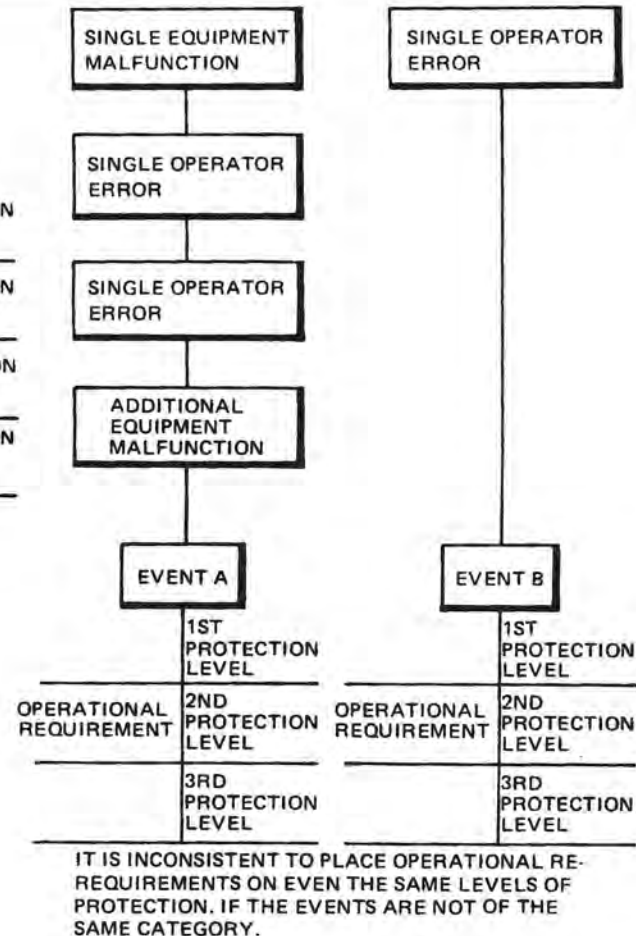 SINGLE EQUIPMENT
MALFUNCTION
SINGLE OPERATOR
ERROR
SINGLE OPERATOR
ERROR
ADDITIONAL
EQUIPMENT
MALFUNCTION
EVENT A
1ST
PROTECTION
LEVEL
OPERATIONAL
REQUIREMENT
2ND
PROTECTION
LEVEL
3RD
PROTECTION
LEVEL
SINGLE OPERATOR
ERROR
EVENT B
1ST
PROTECTION
LEVEL
OPERATIONAL
REQUIREMENT
2ND
PROTECTION
LEVEL
3RD
PROTECTION
LEVEL
N
N
ON
N
IT IS INCONSISTENT TO PLACE OPERATIONAL RE-
REQUIREMENTS ON EVEN THE SAME LEVELS OF
PROTECTION. IF THE EVENTS ARE NOT OF THE
SAME CATEGORY.